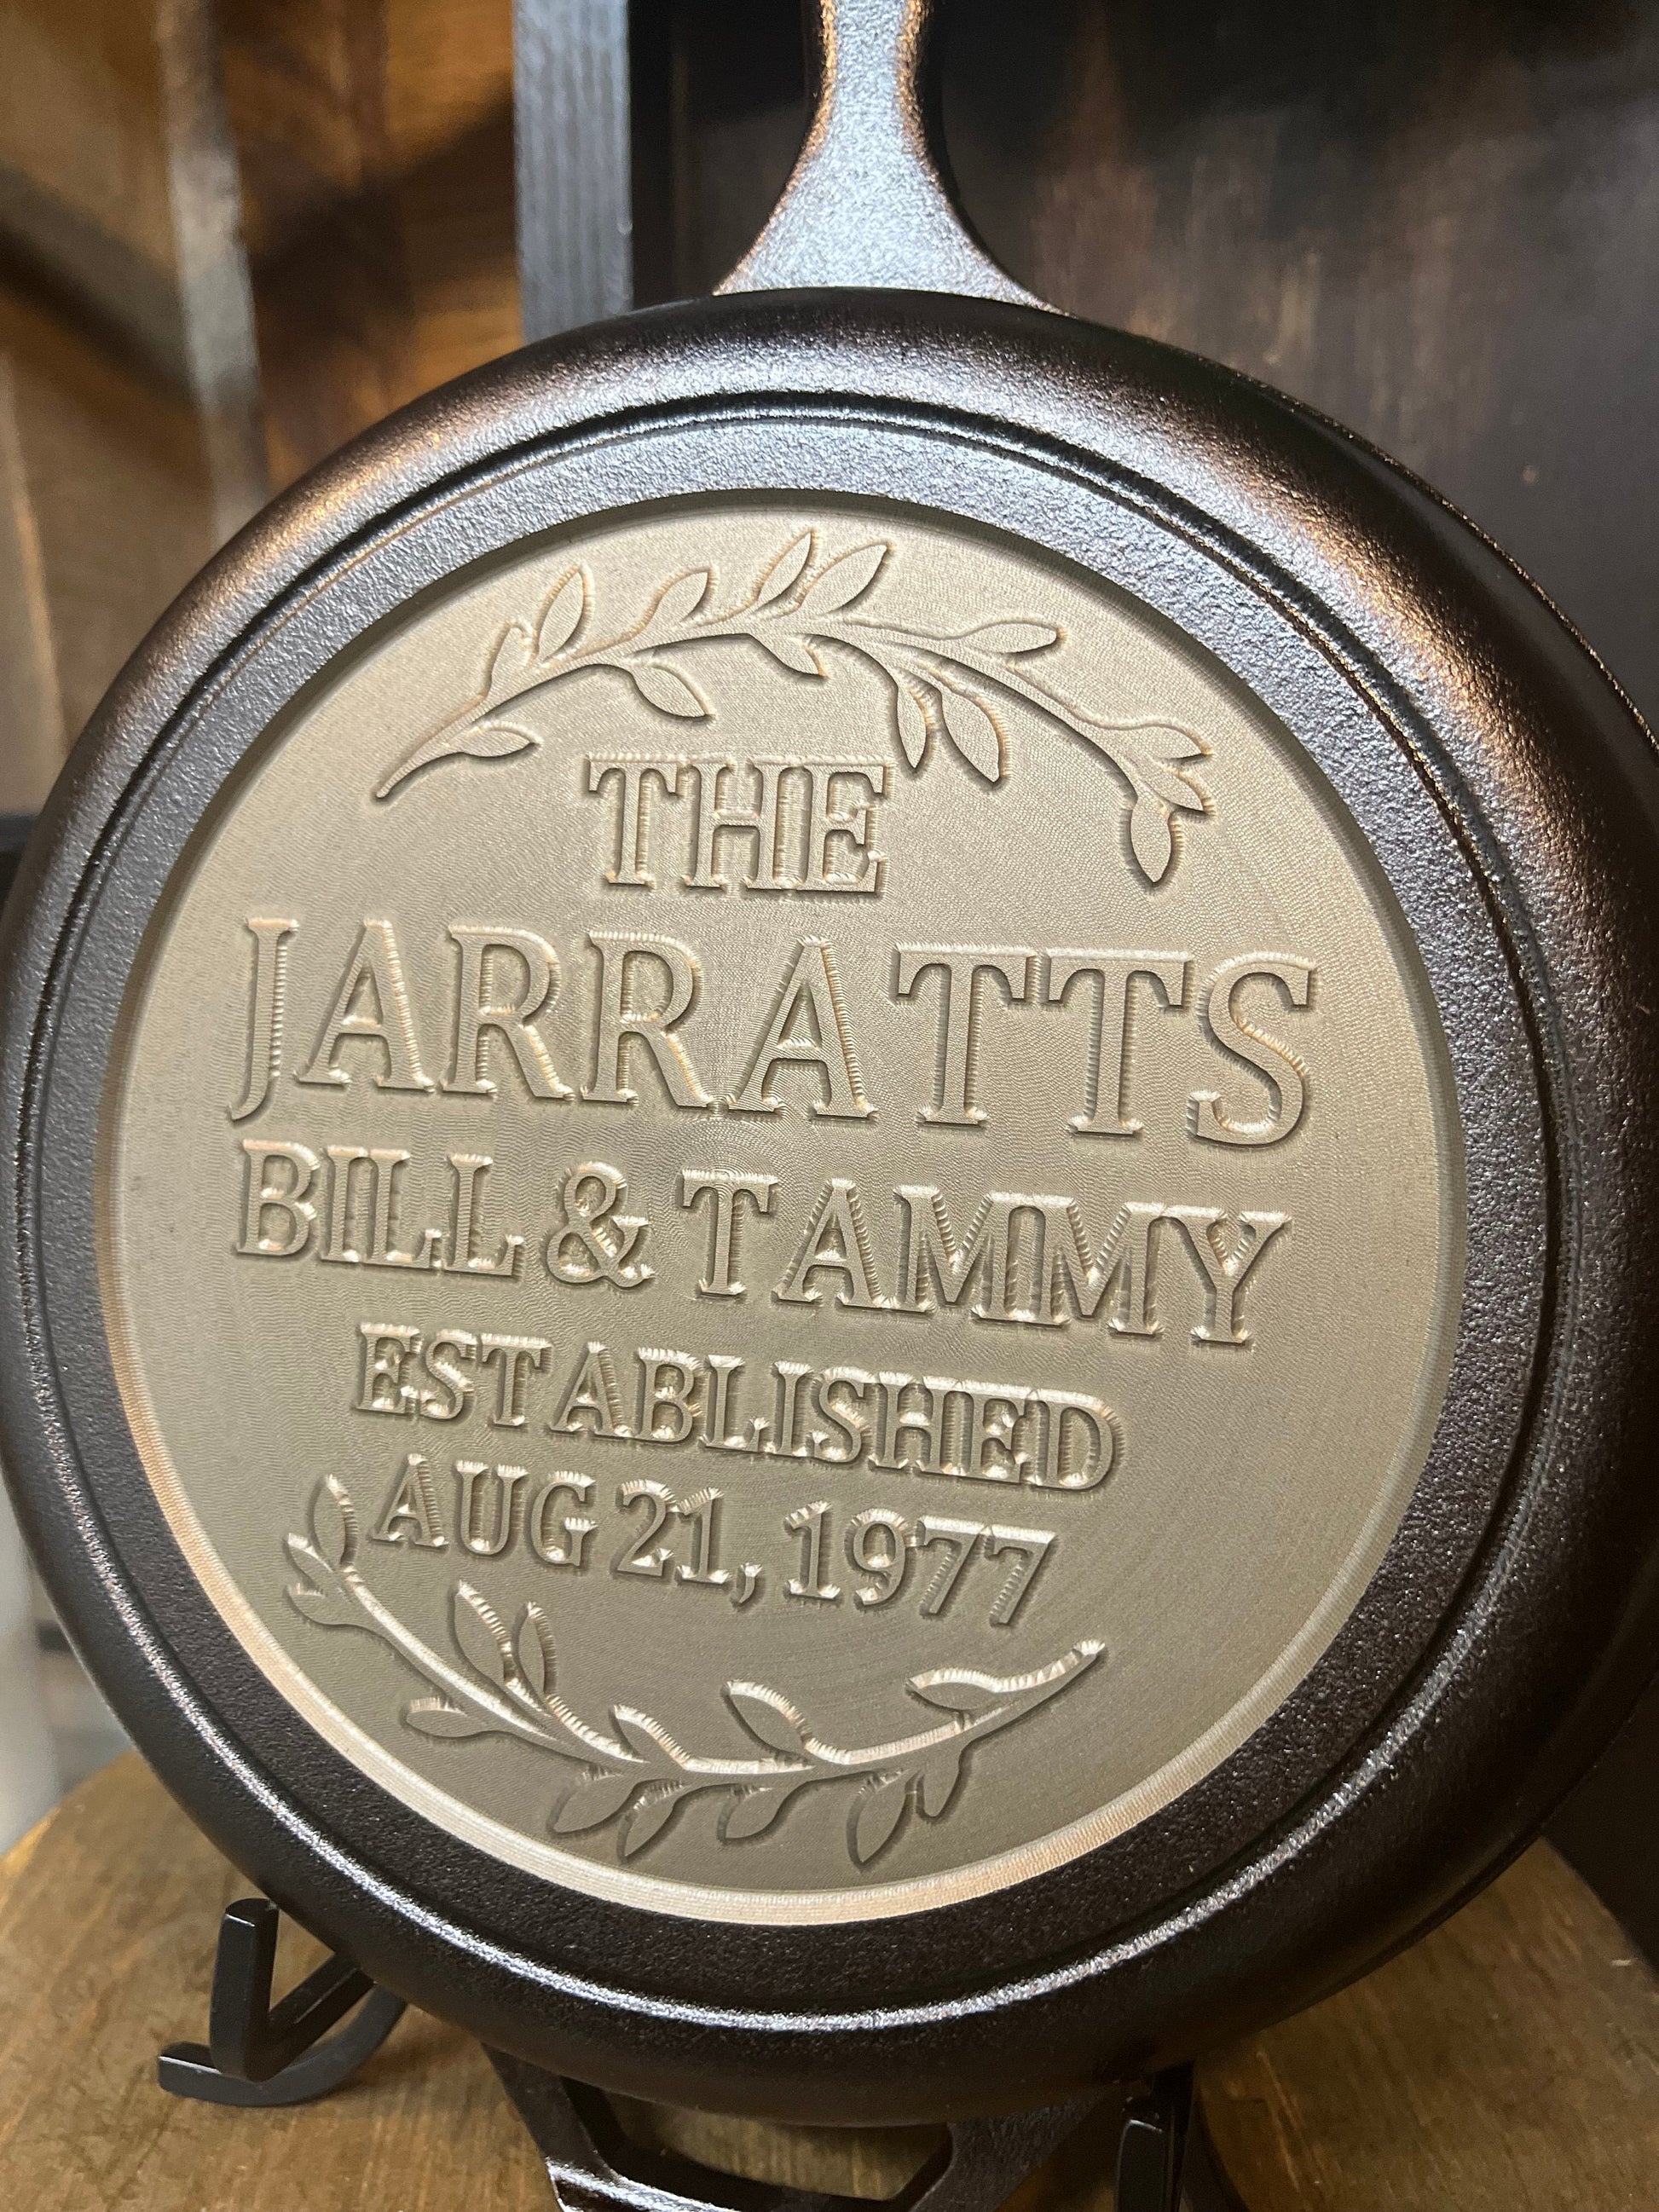 THE
JARRATTS
BILL & TAMMY
ESTABLISHED
AUG 21, 1977